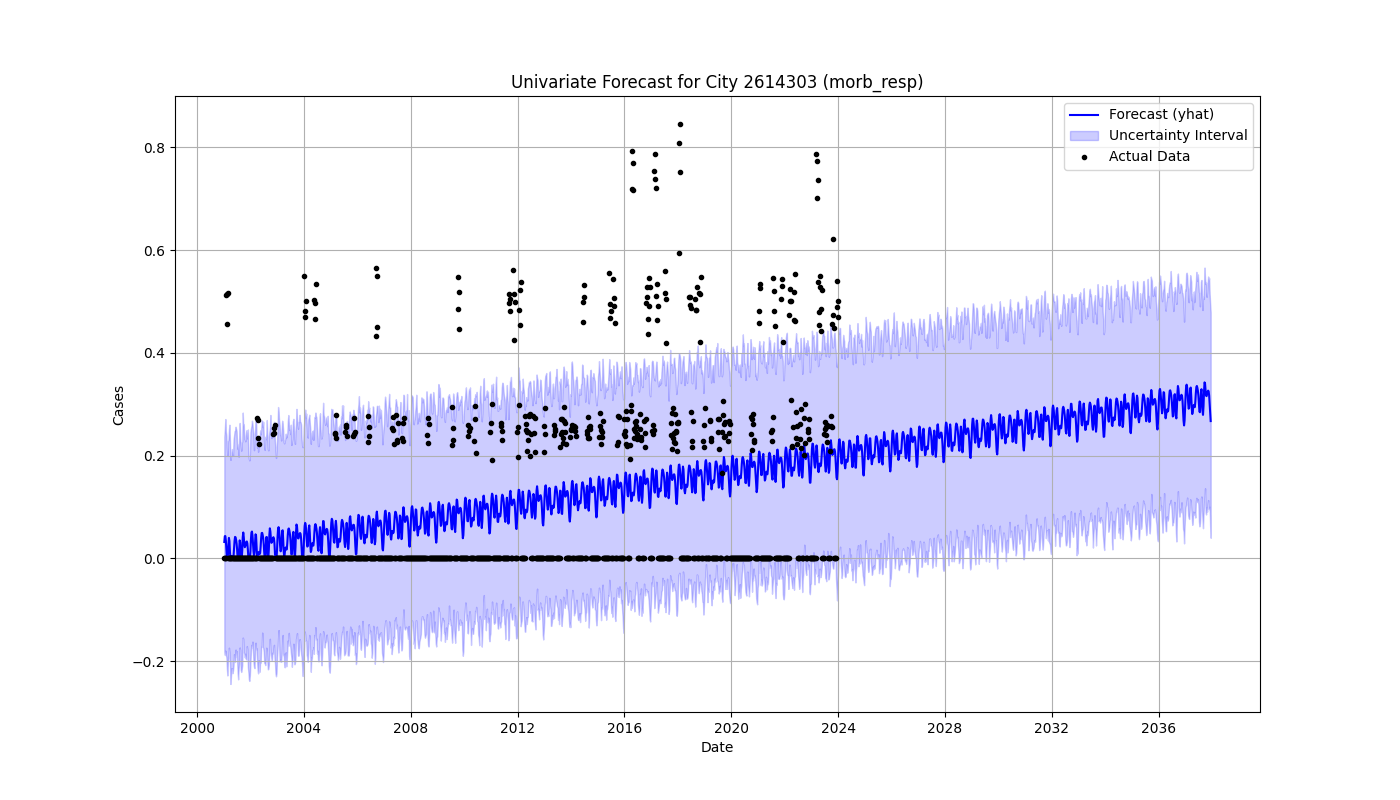 Univariate Forecast for City 2614303 (morb_resp)
Forecast (yhat)
Uncertainty Interval
Actual Data
Cases
0.8
0.6
0.4
0.2
0.0
−0.2
2000 2004 2008 2012 2016 2020 2024 2028 2032 2036
Date